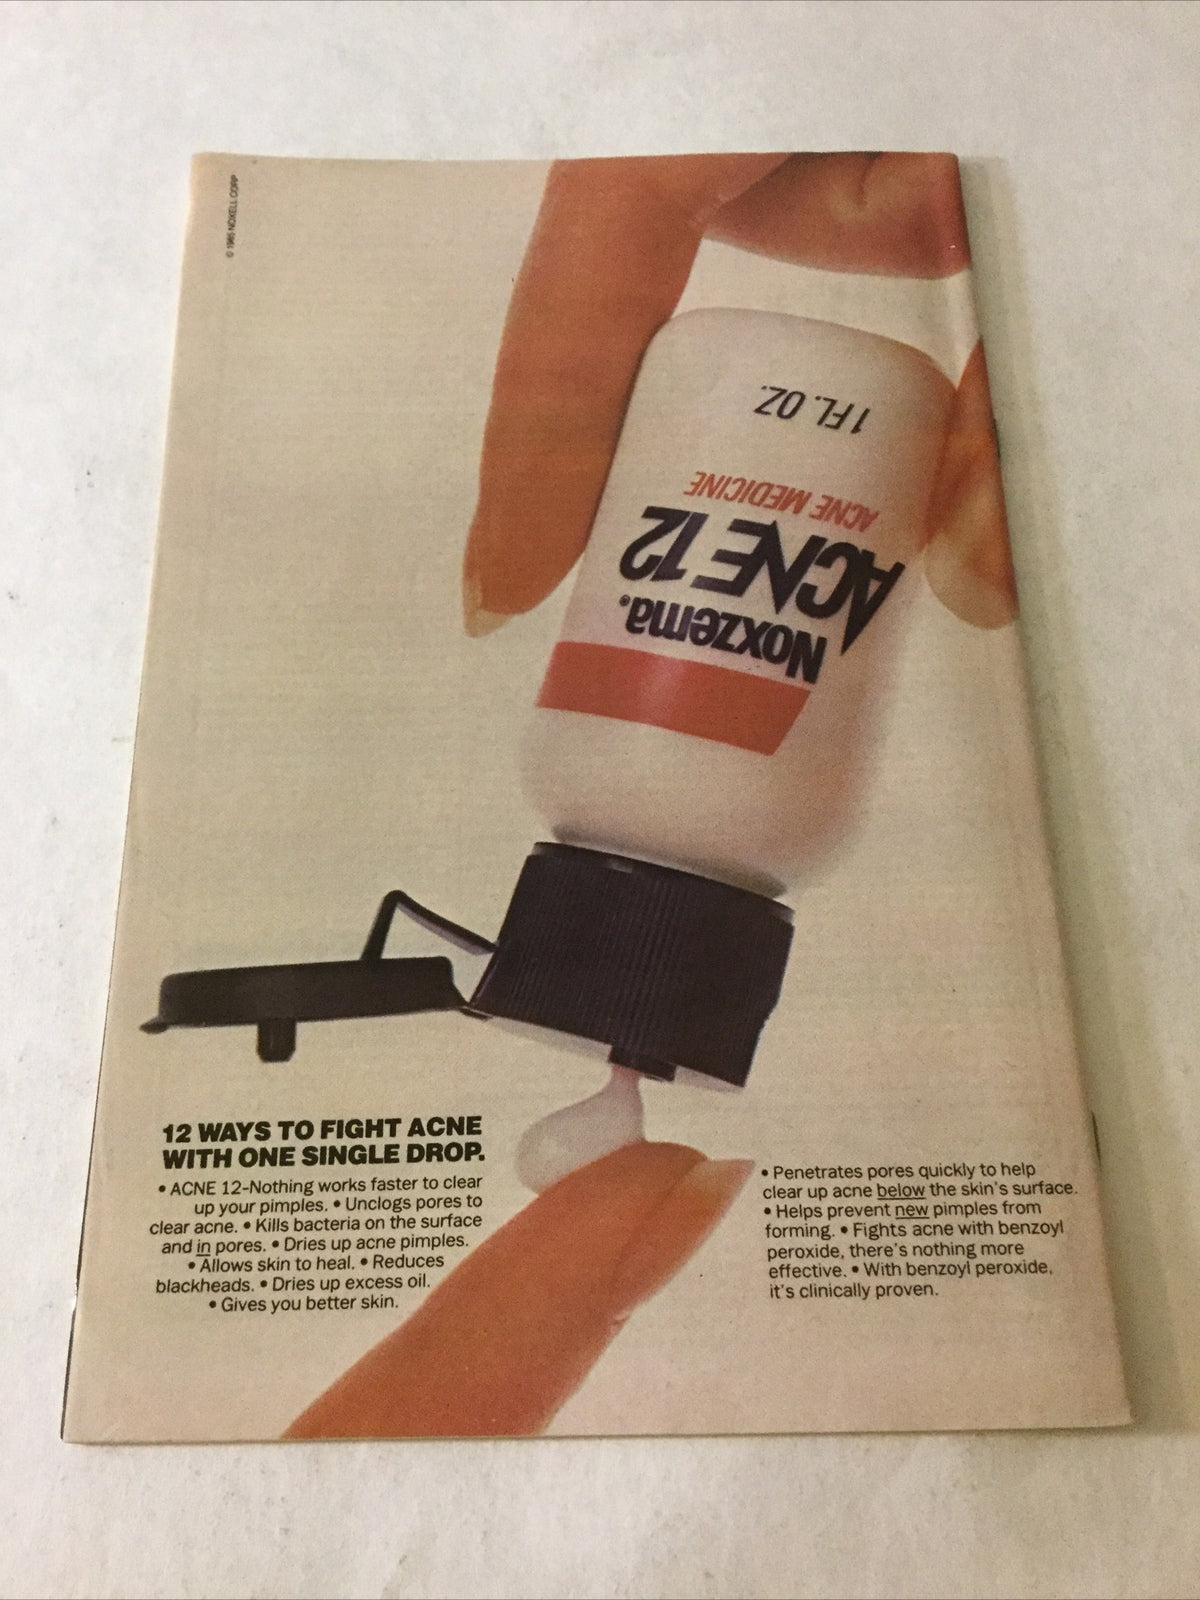 © 1985 NOXELL CORP
1 FL. OZ.
ACNE MEDICINE
ACNE 12
Noxzema®
12 WAYS TO FIGHT ACNE
WITH ONE SINGLE DROP.
• ACNE 12–Nothing works faster to clear
up your pimples. • Unclogs pores to
clear acne. • Kills bacteria on the surface
and in pores. • Dries up acne pimples.
• Allows skin to heal. • Reduces
blackheads. • Dries up excess oil.
• Gives you better skin.
• Penetrates pores quickly to help
clear up acne below the skin's surface.
• Helps prevent new pimples from
forming. • Fights acne with benzoyl
peroxide, there's nothing more
effective. • With benzoyl peroxide,
it's clinically proven.